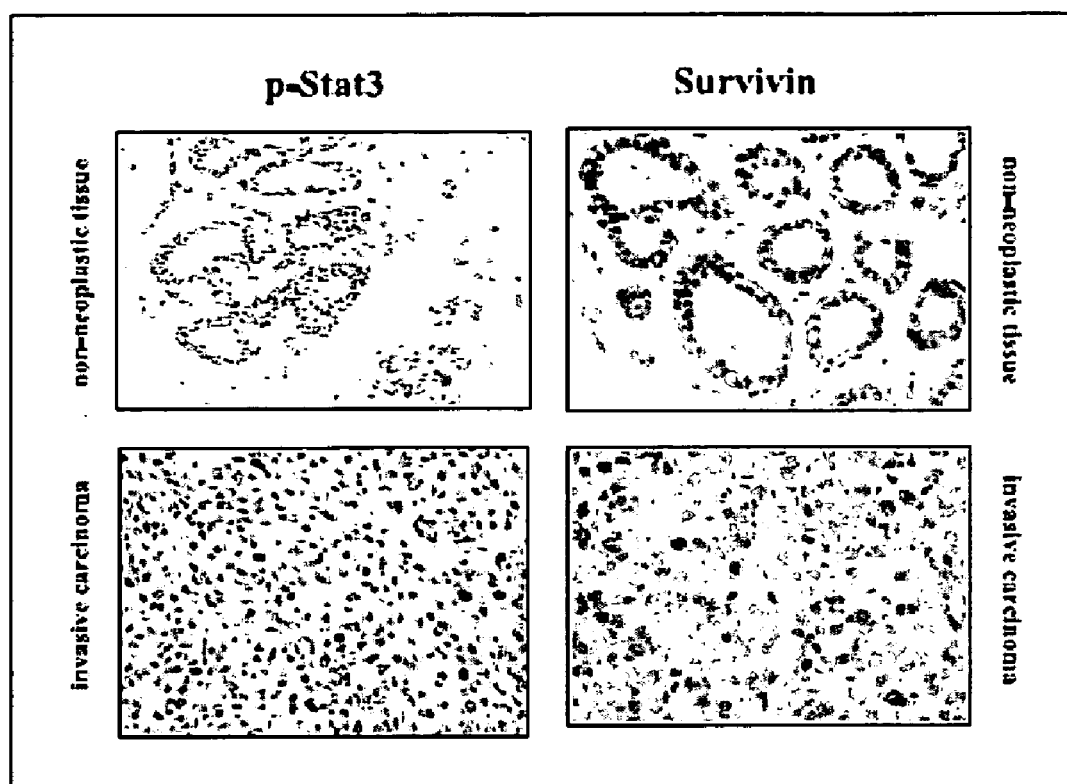 p-Stat3
Survivin
non-neoplastic tissue
non-neoplastic tissue
invasive carcinoma
invasive carcinoma